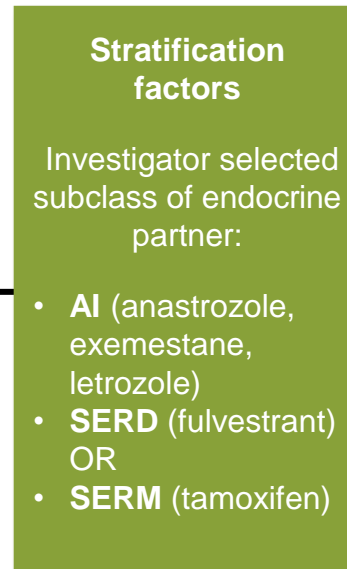 Stratification
factors
Investigator selected
subclass of endocrine
partner:
• AI (anastrozole,
exemestane,
letrozole)
• SERD (fulvestrant)
OR
• SERM (tamoxifen)